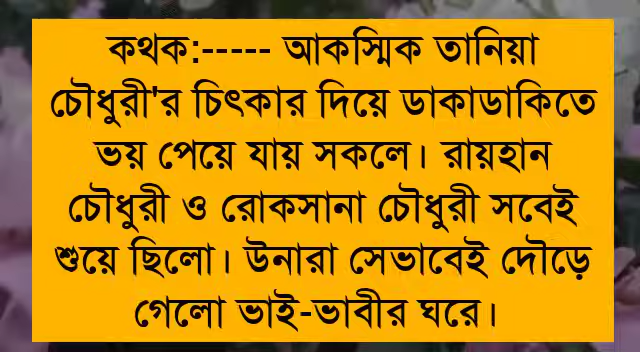 কথক:----- আকস্মিক তানিয়া
চৌধুরী'র চিৎকার দিয়ে ডাকাডাকিতে
ভয় পেয়ে যায় সকলে। রায়হান
চৌধুরী ও রোকসানা চৌধুরী সবেই
শুয়ে ছিলো। উনারা সেভাবেই দৌড়ে
গেলো ভাই-ভাবীর ঘরে।